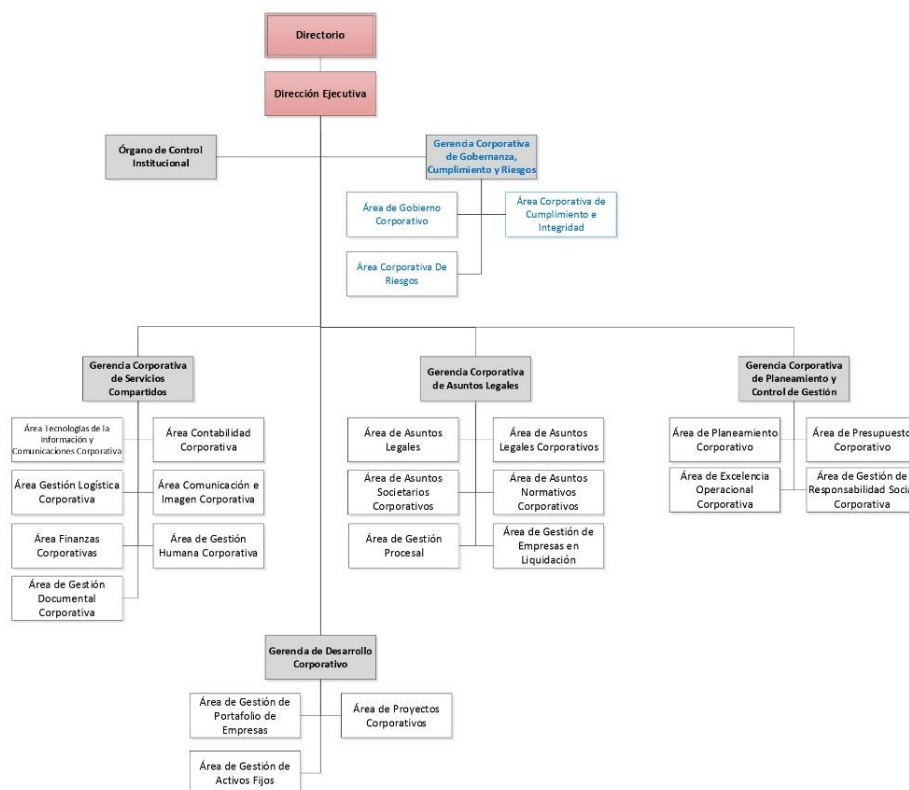 Directorio
Dirección Ejecutiva
Órgano de Control
Institucional
Gerencia Corporativa
de Gobernanza,
Cumplimiento y Riesgos
Área de Gobierno
Corporativo
Área Corporativa de
Cumplimiento e
Integridad
Área Corporativa De
Riesgos
Gerencia Corporativa
de Servicios
Compartidos
Área Tecnologías de la
Información y
Comunicaciones Corporativa
Área Contabilidad
Corporativa
Área Gestión Logística
Corporativa
Área Comunicación e
Imagen Corporativa
Área Finanzas
Corporativas
Área de Gestión
Humana Corporativa
Área de Gestión
Documental
Corporativa
Gerencia Corporativa
de Asuntos Legales
Área de Asuntos
Legales
Área de Asuntos
Legales Corporativos
Área de Asuntos
Societarios
Corporativos
Área de Asuntos
Normativos
Corporativos
Área de Gestión
Procesal
Área de Gestión de
Empresas en
Liquidación
Gerencia Corporativa
de Planeamiento y
Control de Gestión
Área de Planeamiento
Corporativo
Área de Presupuesto
Corporativo
Área de Excelencia
Operacional
Corporativa
Área de Gestión de
Responsabilidad Socia
Corporativa
Gerencia de Desarrollo
Corporativo
Área de Gestión de
Portafolio de
Empresas
Área de Proyectos
Corporativos
Área de Gestión de
Activos Fijos